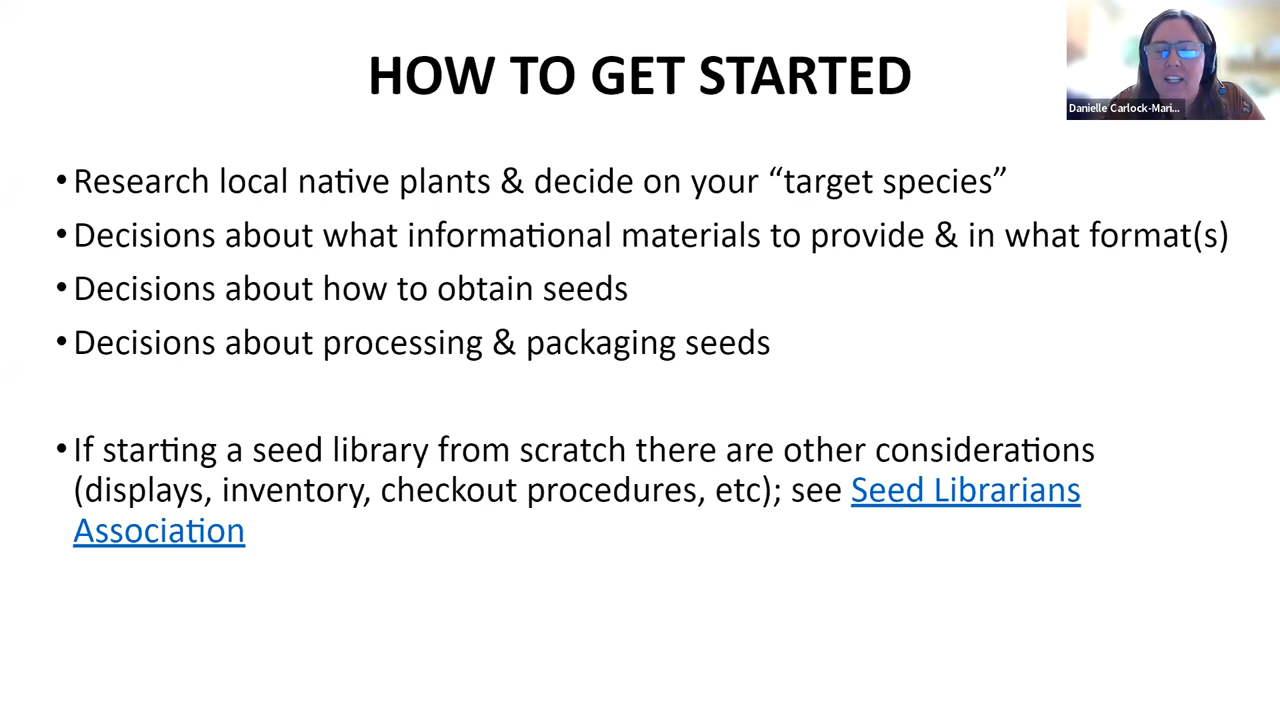 HOW TO GET STARTED
Danielle Carlock-Mari...
•Research local native plants & decide on your “target species”
•Decisions about what informational materials to provide & in what format(s)
•Decisions about how to obtain seeds
•Decisions about processing & packaging seeds
•If starting a seed library from scratch there are other considerations
(displays, inventory, checkout procedures, etc); see Seed Librarians
Association